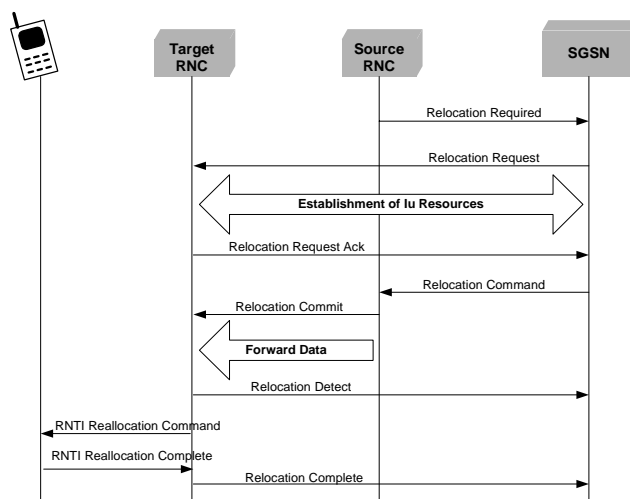 Target
RNC
Source
RNC
SGSN
Relocation Required
Relocation Request
Establishment of Iu Resources
Relocation Request Ack
Relocation Command
Relocation Commit
Forward Data
Relocation Detect
RNTI Reallocation Command
RNTI Reallocation Complete
Relocation Complete